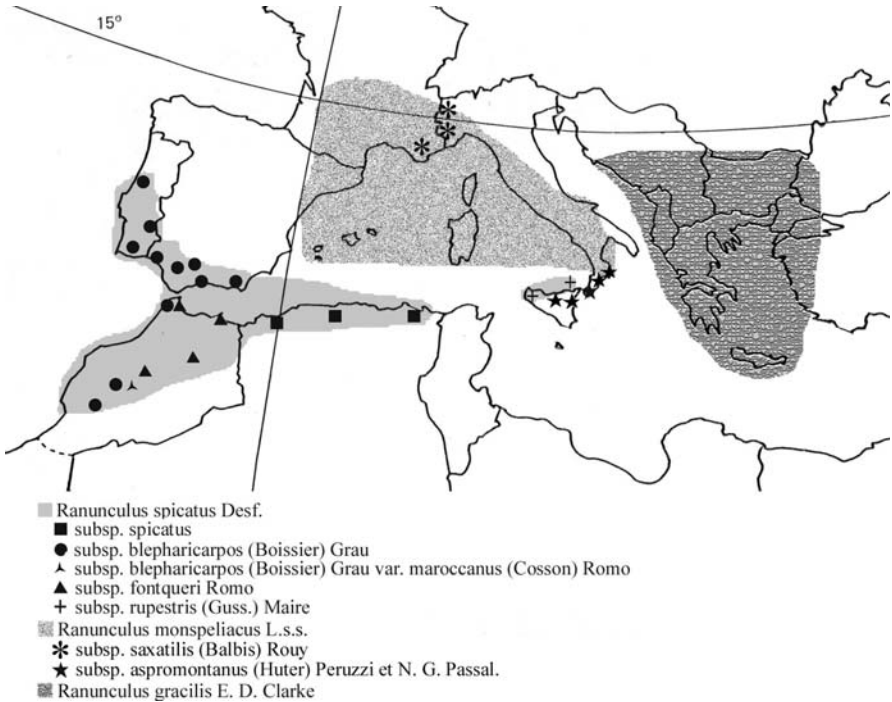 15°
Ranunculus spicatus Desf.
subsp. spicatus
subsp. blepharicarpos (Boissier) Grau
subsp. blepharicarpos (Boissier) Grau var. maroccanus (Cosson) Romo
subsp. fontqueri Romo
subsp. rupestris (Guss.) Maire
Ranunculus monspeliacus L.s.s.
subsp. saxatilis (Balbis) Rouy
subsp. aspromontanus (Huter) Peruzzi et N. G. Passal.
Ranunculus gracilis E. D. Clarke